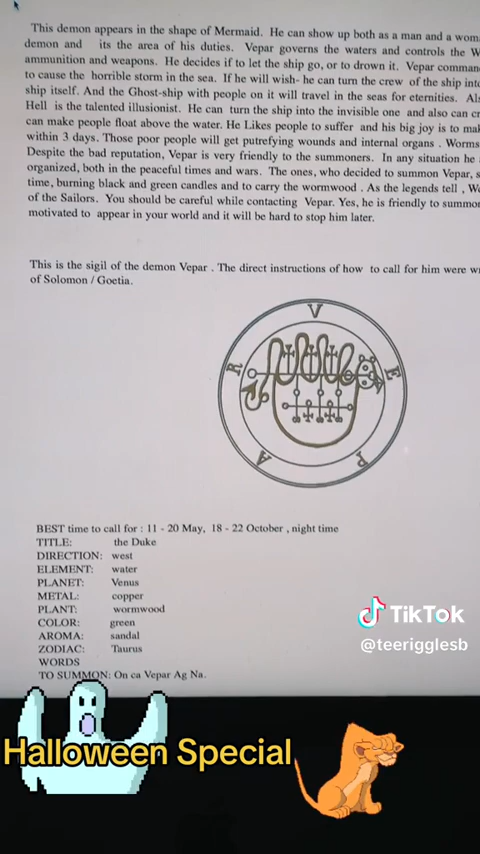 This demon appears in the shape of Mermaid. He can show up both as a man and a wom
demon and its the area of his duties. Vepar governs the waters and controls the W
ammunition and weapons. He decides if to let the ship go, or to drown it. Vepar comman
to cause the horrible storm in the sea. If he will wish- he can turn the crew of the ship int
ship itself. And the Ghost-ship with people on it will travel in the seas for eternities. Al
Hell is the talented illusionist. He can turn the ship into the invisible one and also can cr
can make people float above the water. He Likes people to suffer and his big joy is to mak
within 3 days. Those poor people will get putrefying wounds and internal organs . Worms
Despite the bad reputation, Vepar is very friendly to the summoners. In any situation he
organized, both in the peaceful times and wars. The ones, who decided to summon Vepar, s
time, burning black and green candles and to carry the wormwood . As the legends tell , We
of the Sailors. You should be careful while contacting Vepar. Yes, he is friendly to summo
motivated to appear in your world and it will be hard to stop him later.
This is the sigil of the demon Vepar . The direct instructions of how to call for him were w
of Solomon / Goetia.
V E P A R
BEST time to call for : 11 - 20 May, 18 - 22 October , night time
TITLE: the Duke
DIRECTION: west
ELEMENT: water
PLANET: Venus
METAL: copper
PLANT: wormwood
COLOR: green
AROMA: sandal
ZODIAC: Taurus
WORDS
TO SUMMON: On ca Vepar Ag Na.
TikTok
@teerigglesb
Halloween Special